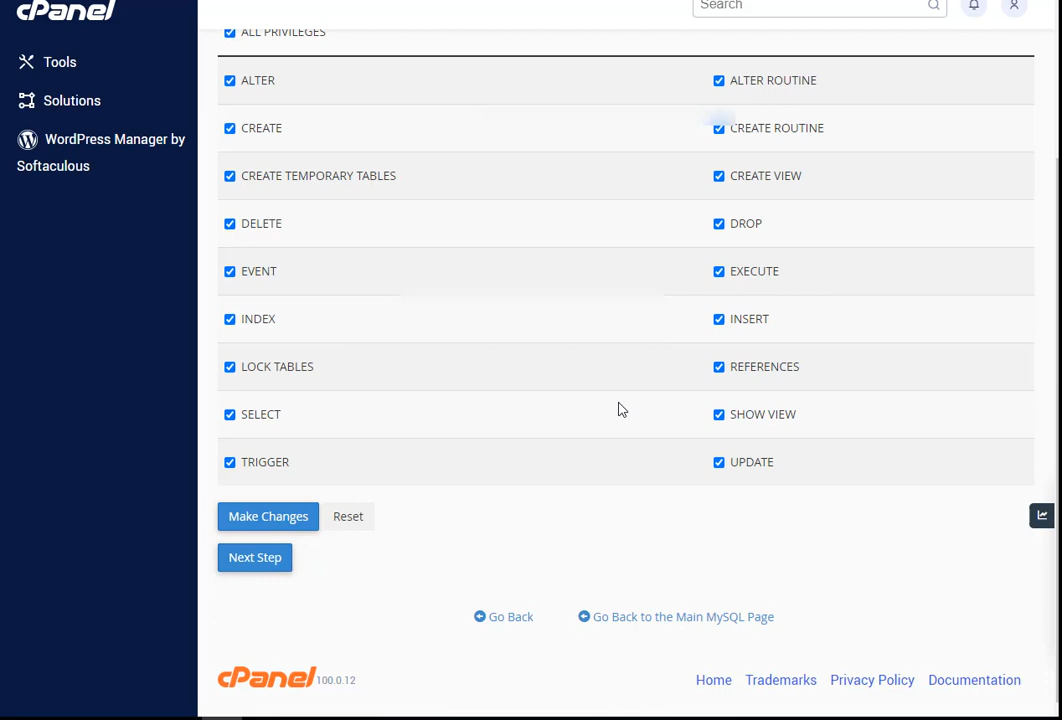 cPanel
Search
Tools
Solutions
WordPress Manager by
Softaculous
ALL PRIVILEGES
ALTER
ALTER ROUTINE
CREATE
CREATE ROUTINE
CREATE TEMPORARY TABLES
CREATE VIEW
DELETE
DROP
EVENT
EXECUTE
INDEX
INSERT
LOCK TABLES
REFERENCES
SELECT
SHOW VIEW
TRIGGER
UPDATE
Make Changes Reset
Next Step
Go Back Go Back to the Main MySQL Page
cPanel 100.0.12 Home Trademarks Privacy Policy Documentation